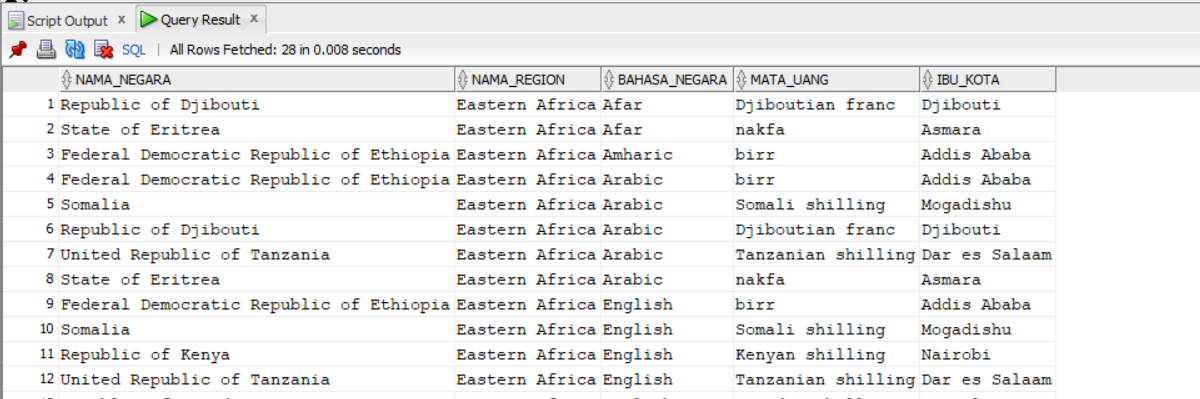 Script Output x Query Result x
SQL | All Rows Fetched: 28 in 0.008 seconds
NAMA_NEGARA NAMA_REGION BAHASA_NEGARA MATA_UANG IBU_KOTA
1 Republic of Djibouti Eastern Africa Afar Djiboutian franc Djibouti
2 State of Eritrea Eastern Africa Afar nakfa Asmara
3 Federal Democratic Republic of Ethiopia Eastern Africa Amharic birr Addis Ababa
4 Federal Democratic Republic of Ethiopia Eastern Africa Arabic birr Addis Ababa
5 Somalia Eastern Africa Arabic Somali shilling Mogadishu
6 Republic of Djibouti Eastern Africa Arabic Djiboutian franc Djibouti
7 United Republic of Tanzania Eastern Africa Arabic Tanzanian shilling Dar es Salaam
8 State of Eritrea Eastern Africa Arabic nakfa Asmara
9 Federal Democratic Republic of Ethiopia Eastern Africa English birr Addis Ababa
10 Somalia Eastern Africa English Somali shilling Mogadishu
11 Republic of Kenya Eastern Africa English Kenyan shilling Nairobi
12 United Republic of Tanzania Eastern Africa English Tanzanian shilling Dar es Salaam